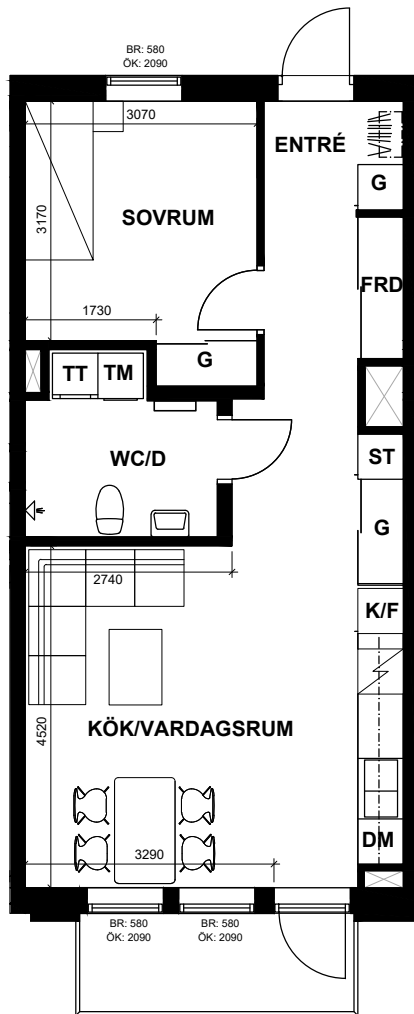 BR: 580
ÖK: 2090
3070
ENTRÉ
G
3170
SOVRUM
FRD
1730
G
TT TM
WC/D
ST
G
2740
K/F
4520
KÖK/VARDAGSRUM
DM
3290
BR: 580
ÖK: 2090
BR: 580
ÖK: 2090